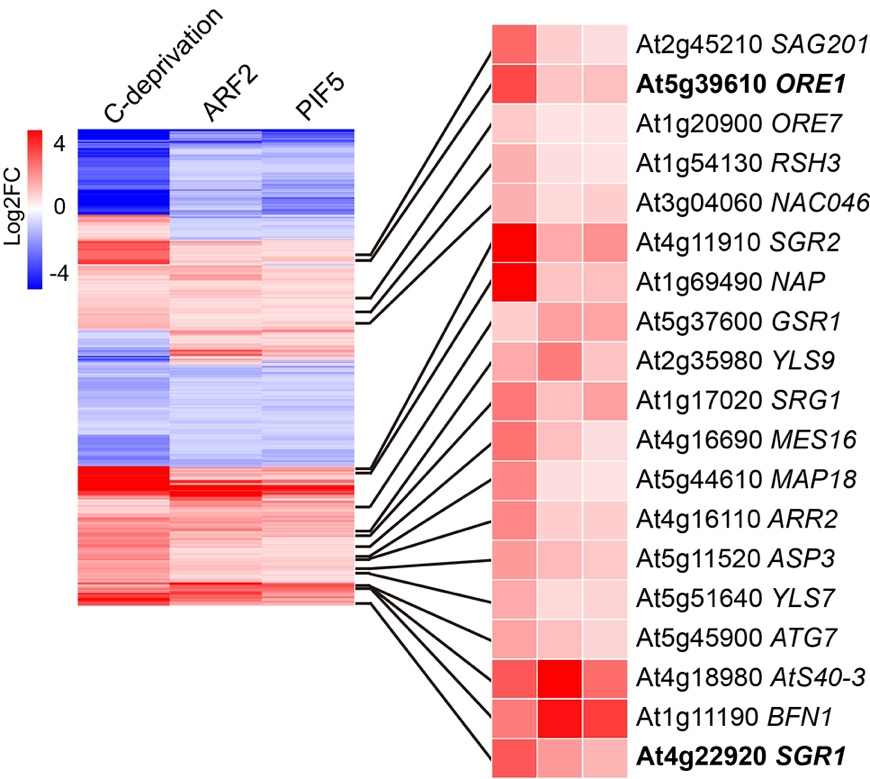 C-deprivation
ARF2
PIF5
Log2FC
4
0
-4
At2g45210 SAG201
At5g39610 ORE1
At1g20900 ORE7
At1g54130 RSH3
At3g04060 NAC046
At4g11910 SGR2
At1g69490 NAP
At5g37600 GSR1
At2g35980 YLS9
At1g17020 SRG1
At4g16690 MES16
At5g44610 MAP18
At4g16110 ARR2
At5g11520 ASP3
At5g51640 YLS7
At5g45900 ATG7
At4g18980 AtS40-3
At1g11190 BFN1
At4g22920 SGR1